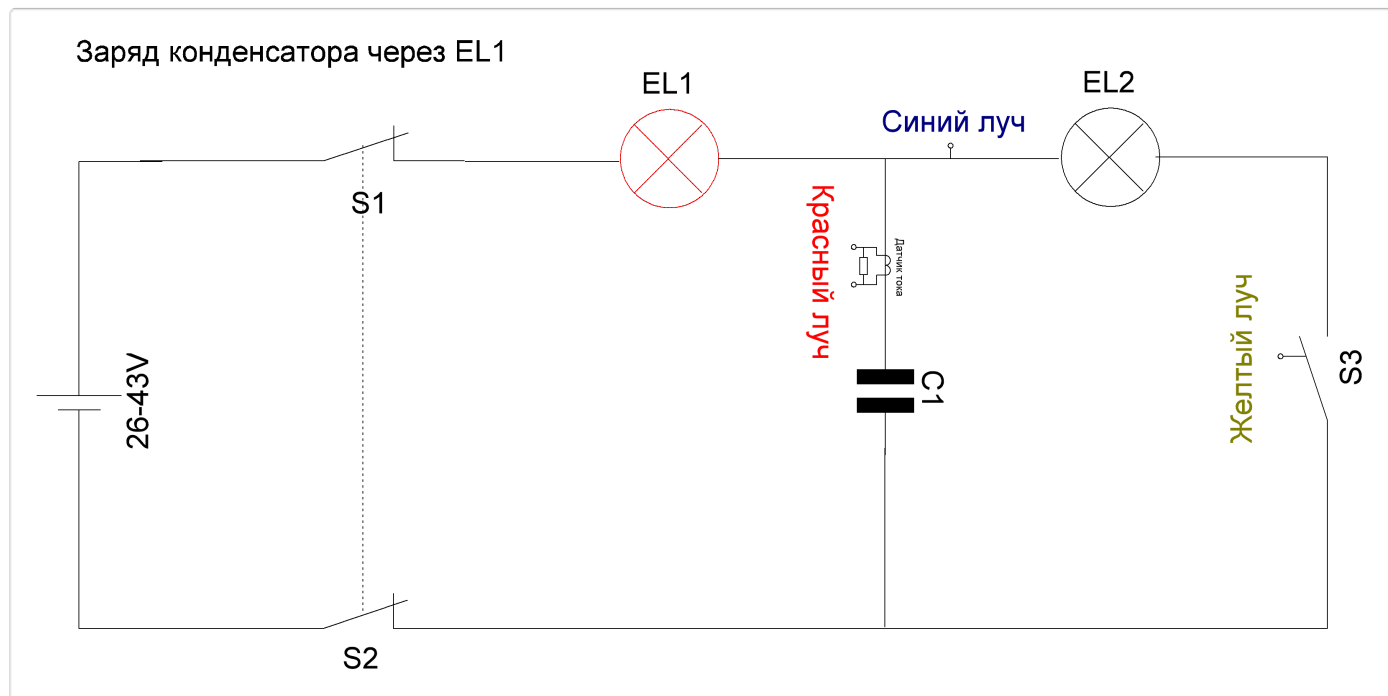 Заряд конденсатора через EL1
EL1
EL2
Синий луч
S1
Красный луч
Датчик тока
26-43V
C1
Желтый луч
S3
S2